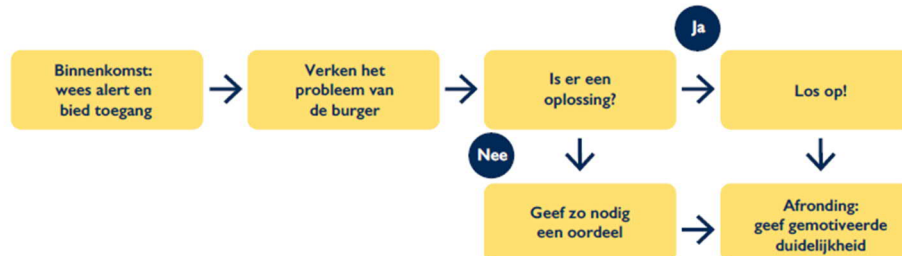 Ja
Binnenkomst:
wees alert en
bied toegang
Verken het
probleem van
de burger
Is er een
oplossing?
Los op!
Nee
Geef zo nodig
een oordeel
Afronding:
geef gemotiveerde
duidelijkheid